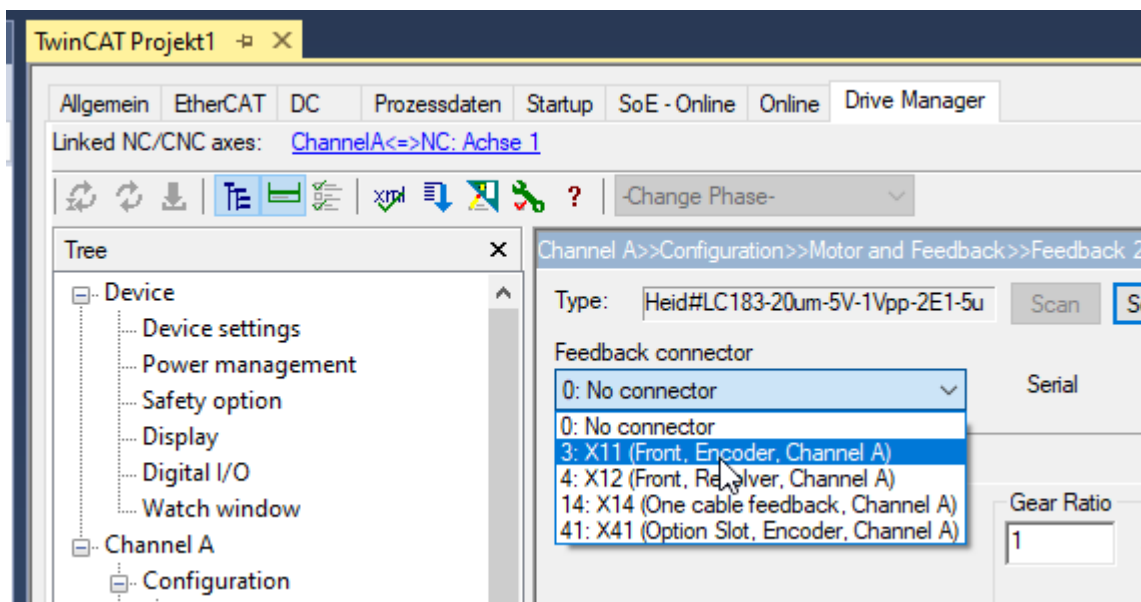 TwinCAT Projekt1
Allgemein EtherCAT DC Prozessdaten Startup SoE - Online Online Drive Manager
Linked NC/CNC axes: ChannelA<=>NC: Achse 1
xml ? -Change Phase-
Tree
Channel A>>Configuration>>Motor and Feedback>>Feedback 2
Device
Type: Heid#LC183-20um-5V-1Vpp-2E1-5u Scan
Device settings
Feedback connector
Power management
0: No connector Serial
Safety option
0: No connector
Display
3: X11 (Front, Encoder, Channel A)
4: X12 (Front, Resolver, Channel A)
Digital I/O
14: X14 (One cable feedback, Channel A) Gear Ratio
Watch window
41: X41 (Option Slot, Encoder, Channel A) 1
Channel A
Configuration